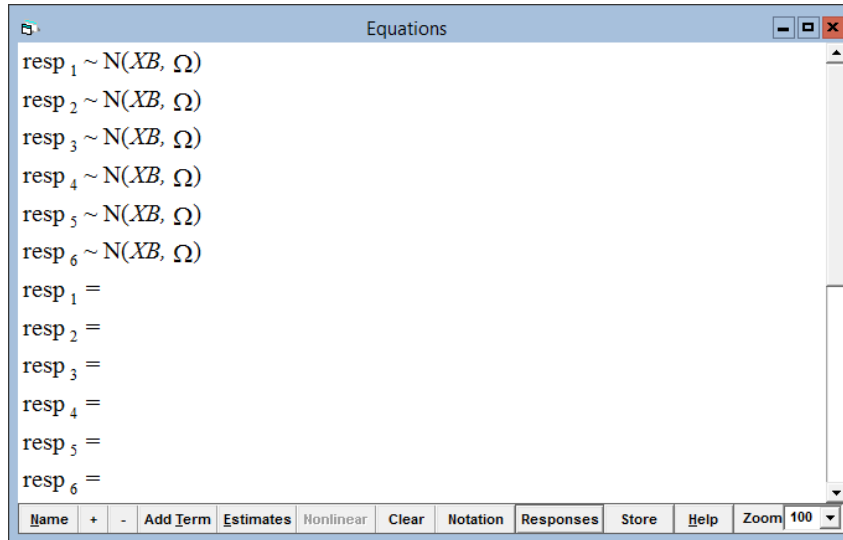 Equations
resp 1 ~ N(XB, Ω)
resp 2 ~ N(XB, Ω)
resp 3 ~ N(XB, Ω)
resp 4 ~ N(XB, Ω)
resp 5 ~ N(XB, Ω)
resp 6 ~ N(XB, Ω)
resp 1 =
resp 2 =
resp 3 =
resp 4 =
resp 5 =
resp 6 =
Name + - Add Term Estimates Nonlinear Clear Notation Responses Store Help Zoom 100